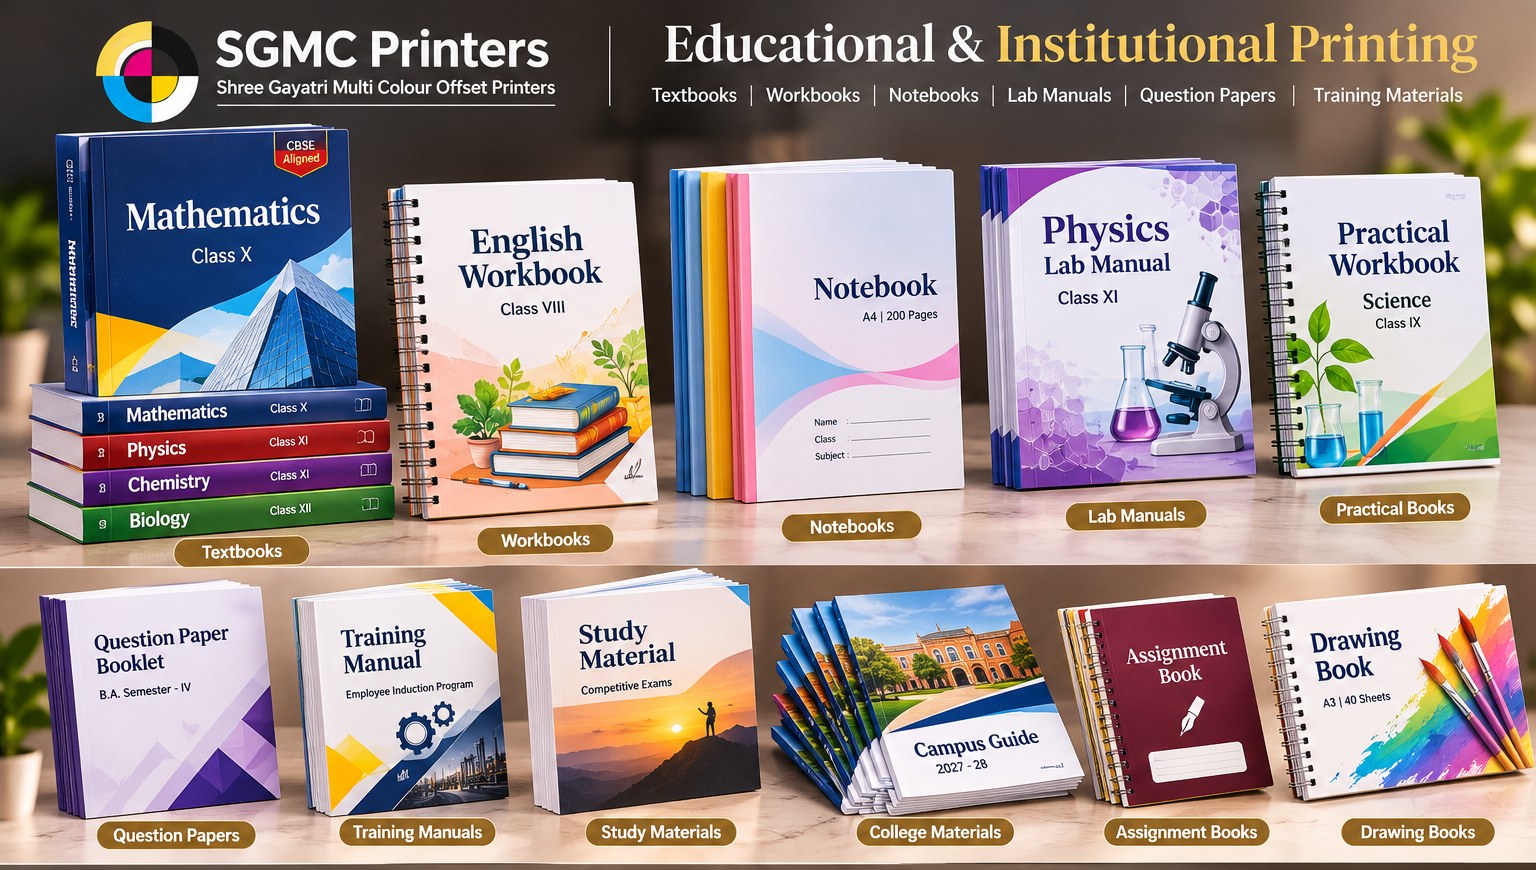 SGMC Printers
Shree Gayatri Multi Colour Offset Printers
Educational & Institutional Printing
Textbooks | Workbooks | Notebooks | Lab Manuals | Question Papers | Training Materials
CBSE
Aligned
Mathematics
Class X
Mathematics Class X
Physics Class XI
Chemistry Class XI
Biology Class XII
Textbooks
English
Workbook
Class VIII
Workbooks
Notebook
A4 | 200 Pages
Name :
Class :
Subject :
Notebooks
Physics
Lab Manual
Class XI
Lab Manuals
Practical
Workbook
Science
Class IX
Practical Books
Question Paper
Booklet
B.A. Semester - IV
Question Papers
Training
Manual
Employee Induction Program
Training Manuals
Study
Material
Competitive Exams
Study Materials
Campus Guide
2027 - 28
College Materials
Assignment
Book
Assignment Books
Drawing
Book
A3 | 40 Sheets
Drawing Books